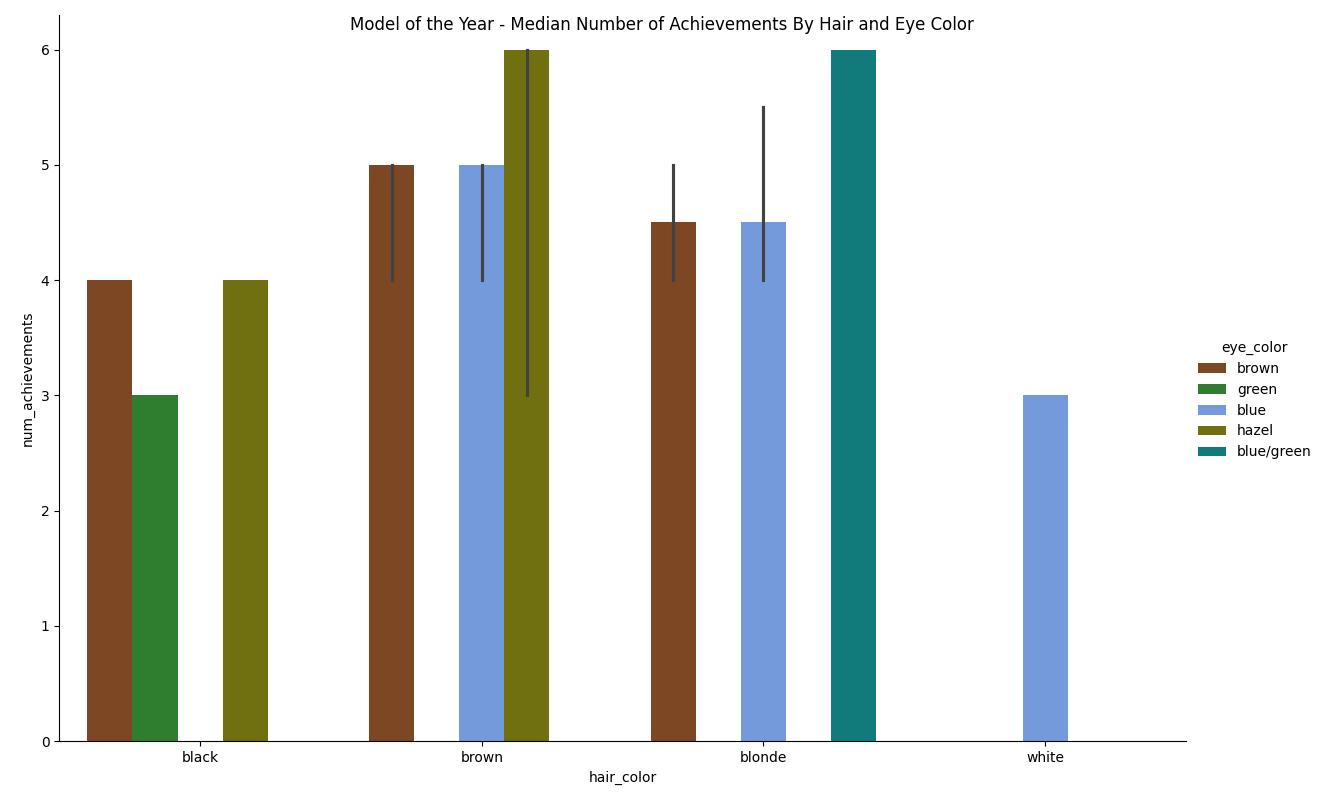 Model of the Year - Median Number of Achievements By Hair and Eye Color
6
5
4
3
2
1
0
num_achievements
black
brown
blonde
white
hair_color
eye_color
brown
green
blue
hazel
blue/green